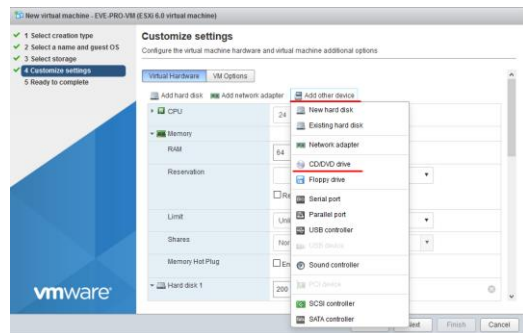 New virtual machine - EVE-PRO-VM (ESXi 6.0 virtual machine)
1 Select creation type
2 Select a name and guest OS
3 Select storage
4 Customize settings
5 Ready to complete
Customize settings
Configure the virtual machine hardware and virtual machine additional options
Virtual Hardware VM Options
Add hard disk Add network adapter Add other device
CPU 24
Memory
RAM 64
Reservation
Limit
Shares
Memory Hot Plug
Hard disk 1 200
New hard disk
Existing hard disk
Network adapter
CD/DVD drive
Floppy drive
Serial port
Parallel port
USB controller
USB device
Sound controller
PCI device
SCSI controller
SATA controller
vmware
Finish Cancel